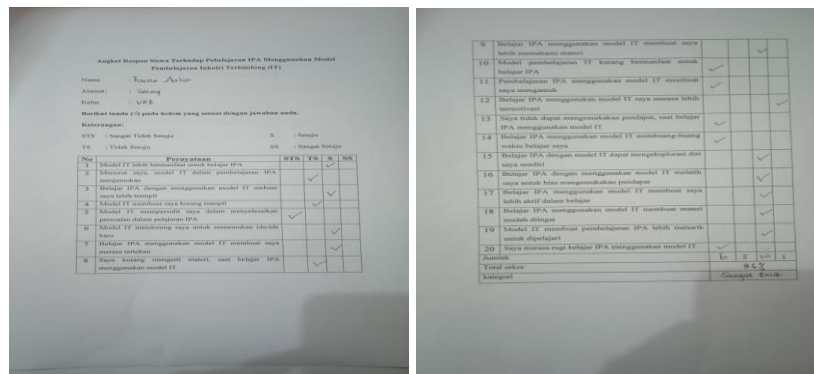 Angket Respon Siswa Terhadap Pebelajaran IPA Menggunakan Model
Pembelajaran Inkuiri Terbimbing (IT)
Nama :
Alamat :
Kelas : VIII B
Berikut tanda (√) pada kolom yang sesuai dengan jawaban anda.
Keterangan:
STS : Sangat Tidak Setuju S : Setuju
TS : Tidak Setuju SS : Sangat Setuju
No Pernyataan STS TS S SS
1 Model IT lebih bermanfaat untuk belajar IPA
2 Menurut saya, model IT dalam pembelajaran IPA
menjenuhkan
3 Belajar IPA dengan menggunakan model IT membuat
saya lebih trampil
4 Model IT membuat saya kurang trampil
5 Model IT mempersulit saya dalam menyelesaikan
persoalan dalam pelajaran IPA
6 Model IT mendorong saya untuk menemukan ide-ide
baru
7 Belajar IPA menggunakan model IT membuat saya
merasa tertekan
8 Saya kurang mengerti materi, saat belajar IPA
menggunakan model IT
9 Belajar IPA menggunakan model IT membuat saya
lebih memahami materi
10 Model pembelajaran IT kurang bermanfaat untuk
belajar IPA
11 Pembelajaran IPA menggunakan model IT membuat
saya mengantuk
12 Belajar IPA menggunakan model IT saya merasa lebih
termotivasi
13 Saya tidak dapat mengemukakan pendapat, saat belajar
IPA menggunakan model IT
14 Belajar IPA menggunakan model IT membuang-buang
waktu belajar saya
15 Belajar IPA dengan model IT dapat mengeksplorasi diri
saya sendiri
16 Belajar IPA dengan menggunakan model IT melatih
saya untuk bisa mengemukakan pendapat
17 Belajar IPA menggunakan model IT membuat saya
lebih aktif dalam belajar
18 Belajar IPA menggunakan model IT membuat materi
mudah diingat
19 Model IT membuat pembelajaran IPA lebih menarik
untuk dipelajari
20 Saya merasa rugi belajar IPA menggunakan model IT
Jumlah
Total sekor 86%
kategori Sangat Baik